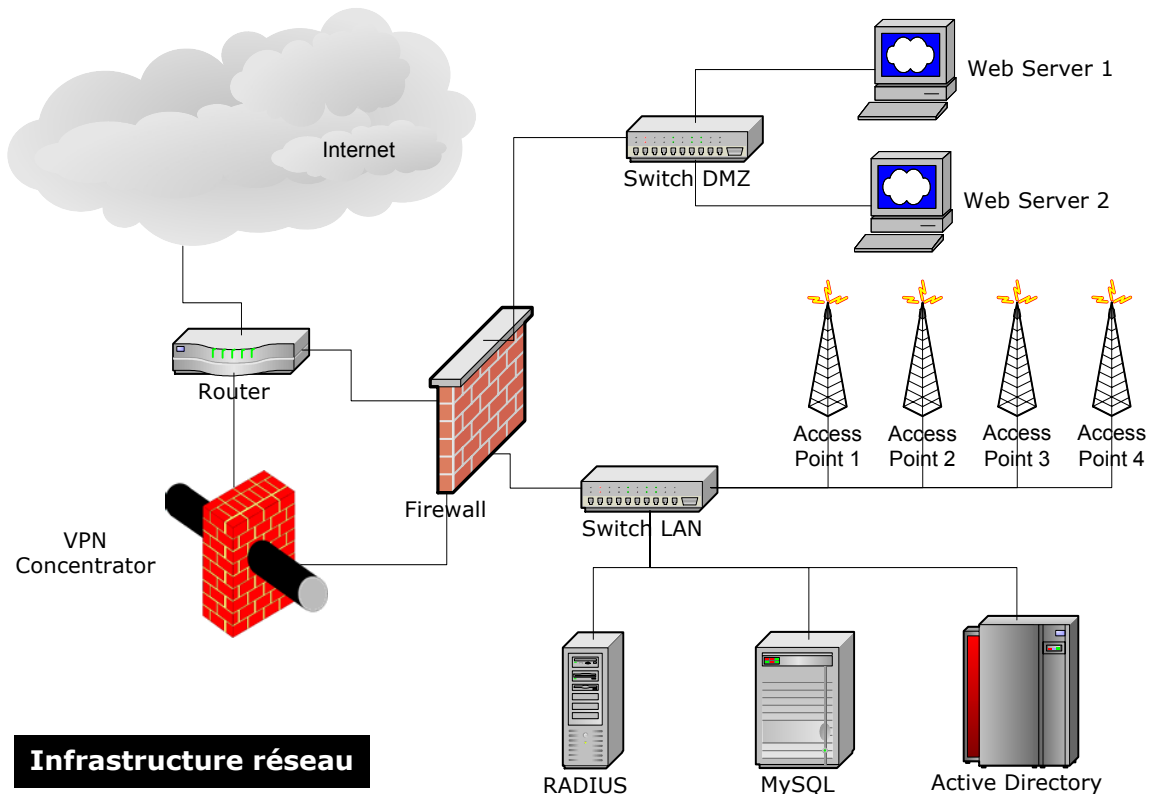 Internet
Web Server 1
Switch DMZ
Web Server 2
Router
Access
Point 1
Access
Point 2
Access
Point 3
Access
Point 4
Firewall
Switch LAN
VPN
Concentrator
Infrastructure réseau
RADIUS
MySQL
Active Directory